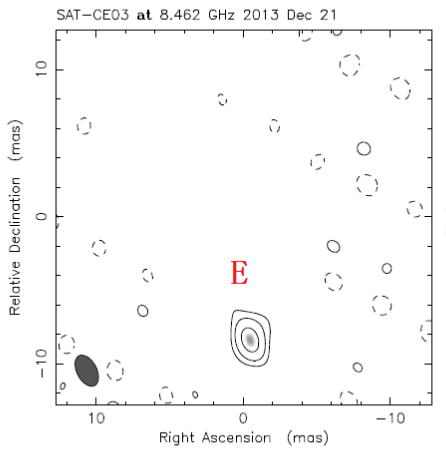 SAT-CE03 at 8.462 GHz 2013 Dec 21
10
0
-10
Relative Declination (mas)
E
10 0 -10
Right Ascension (mas)